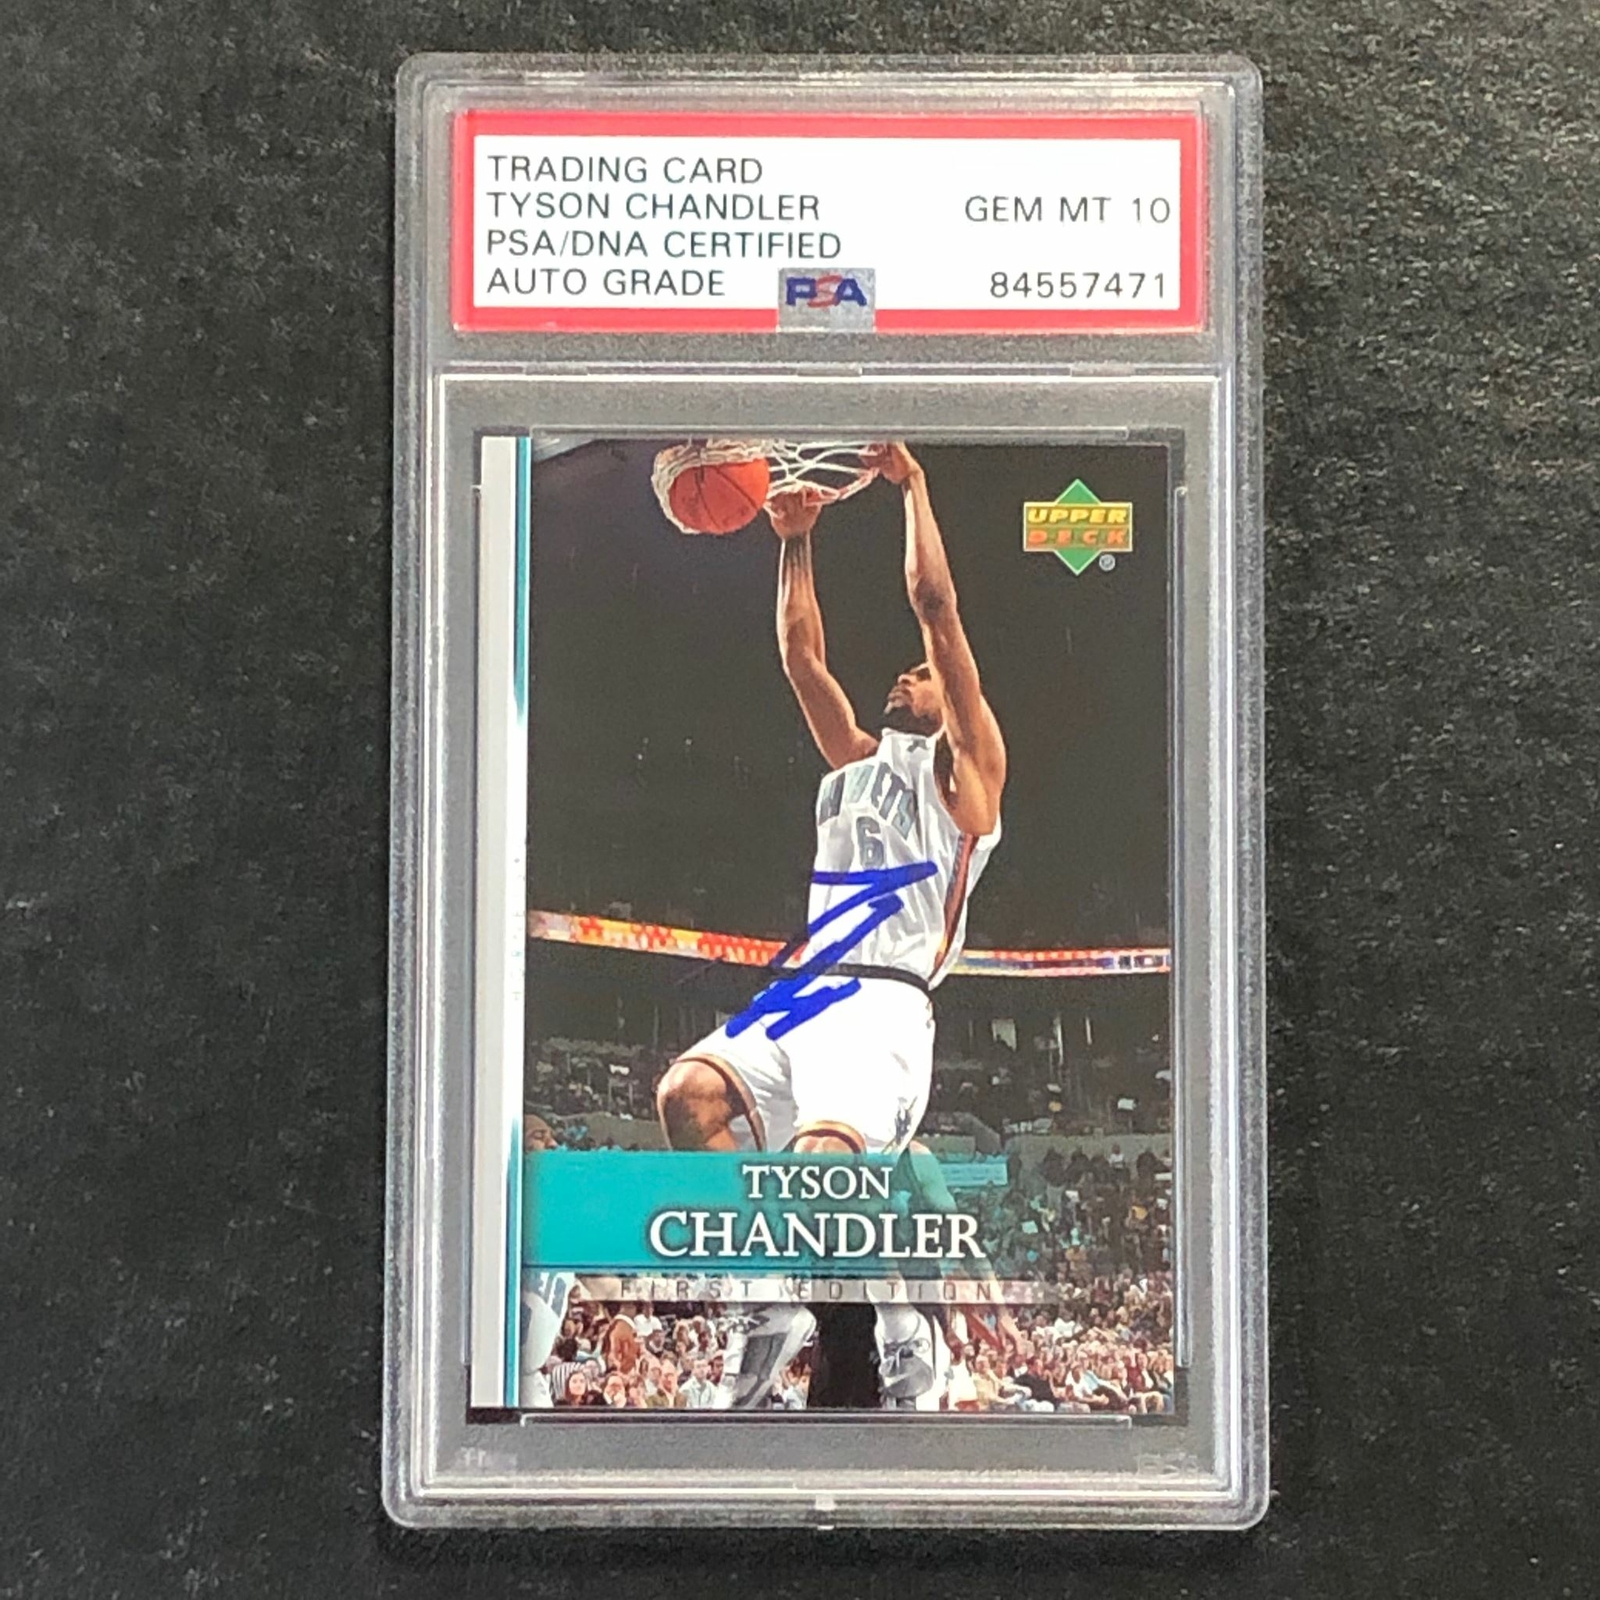 TRADING CARD
TYSON CHANDLER
PSA/DNA CERTIFIED
AUTO GRADE
GEM MT 10
84557471
PSA
UPPER
DECK
®
6
TYSON
CHANDLER
FIRST EDITION